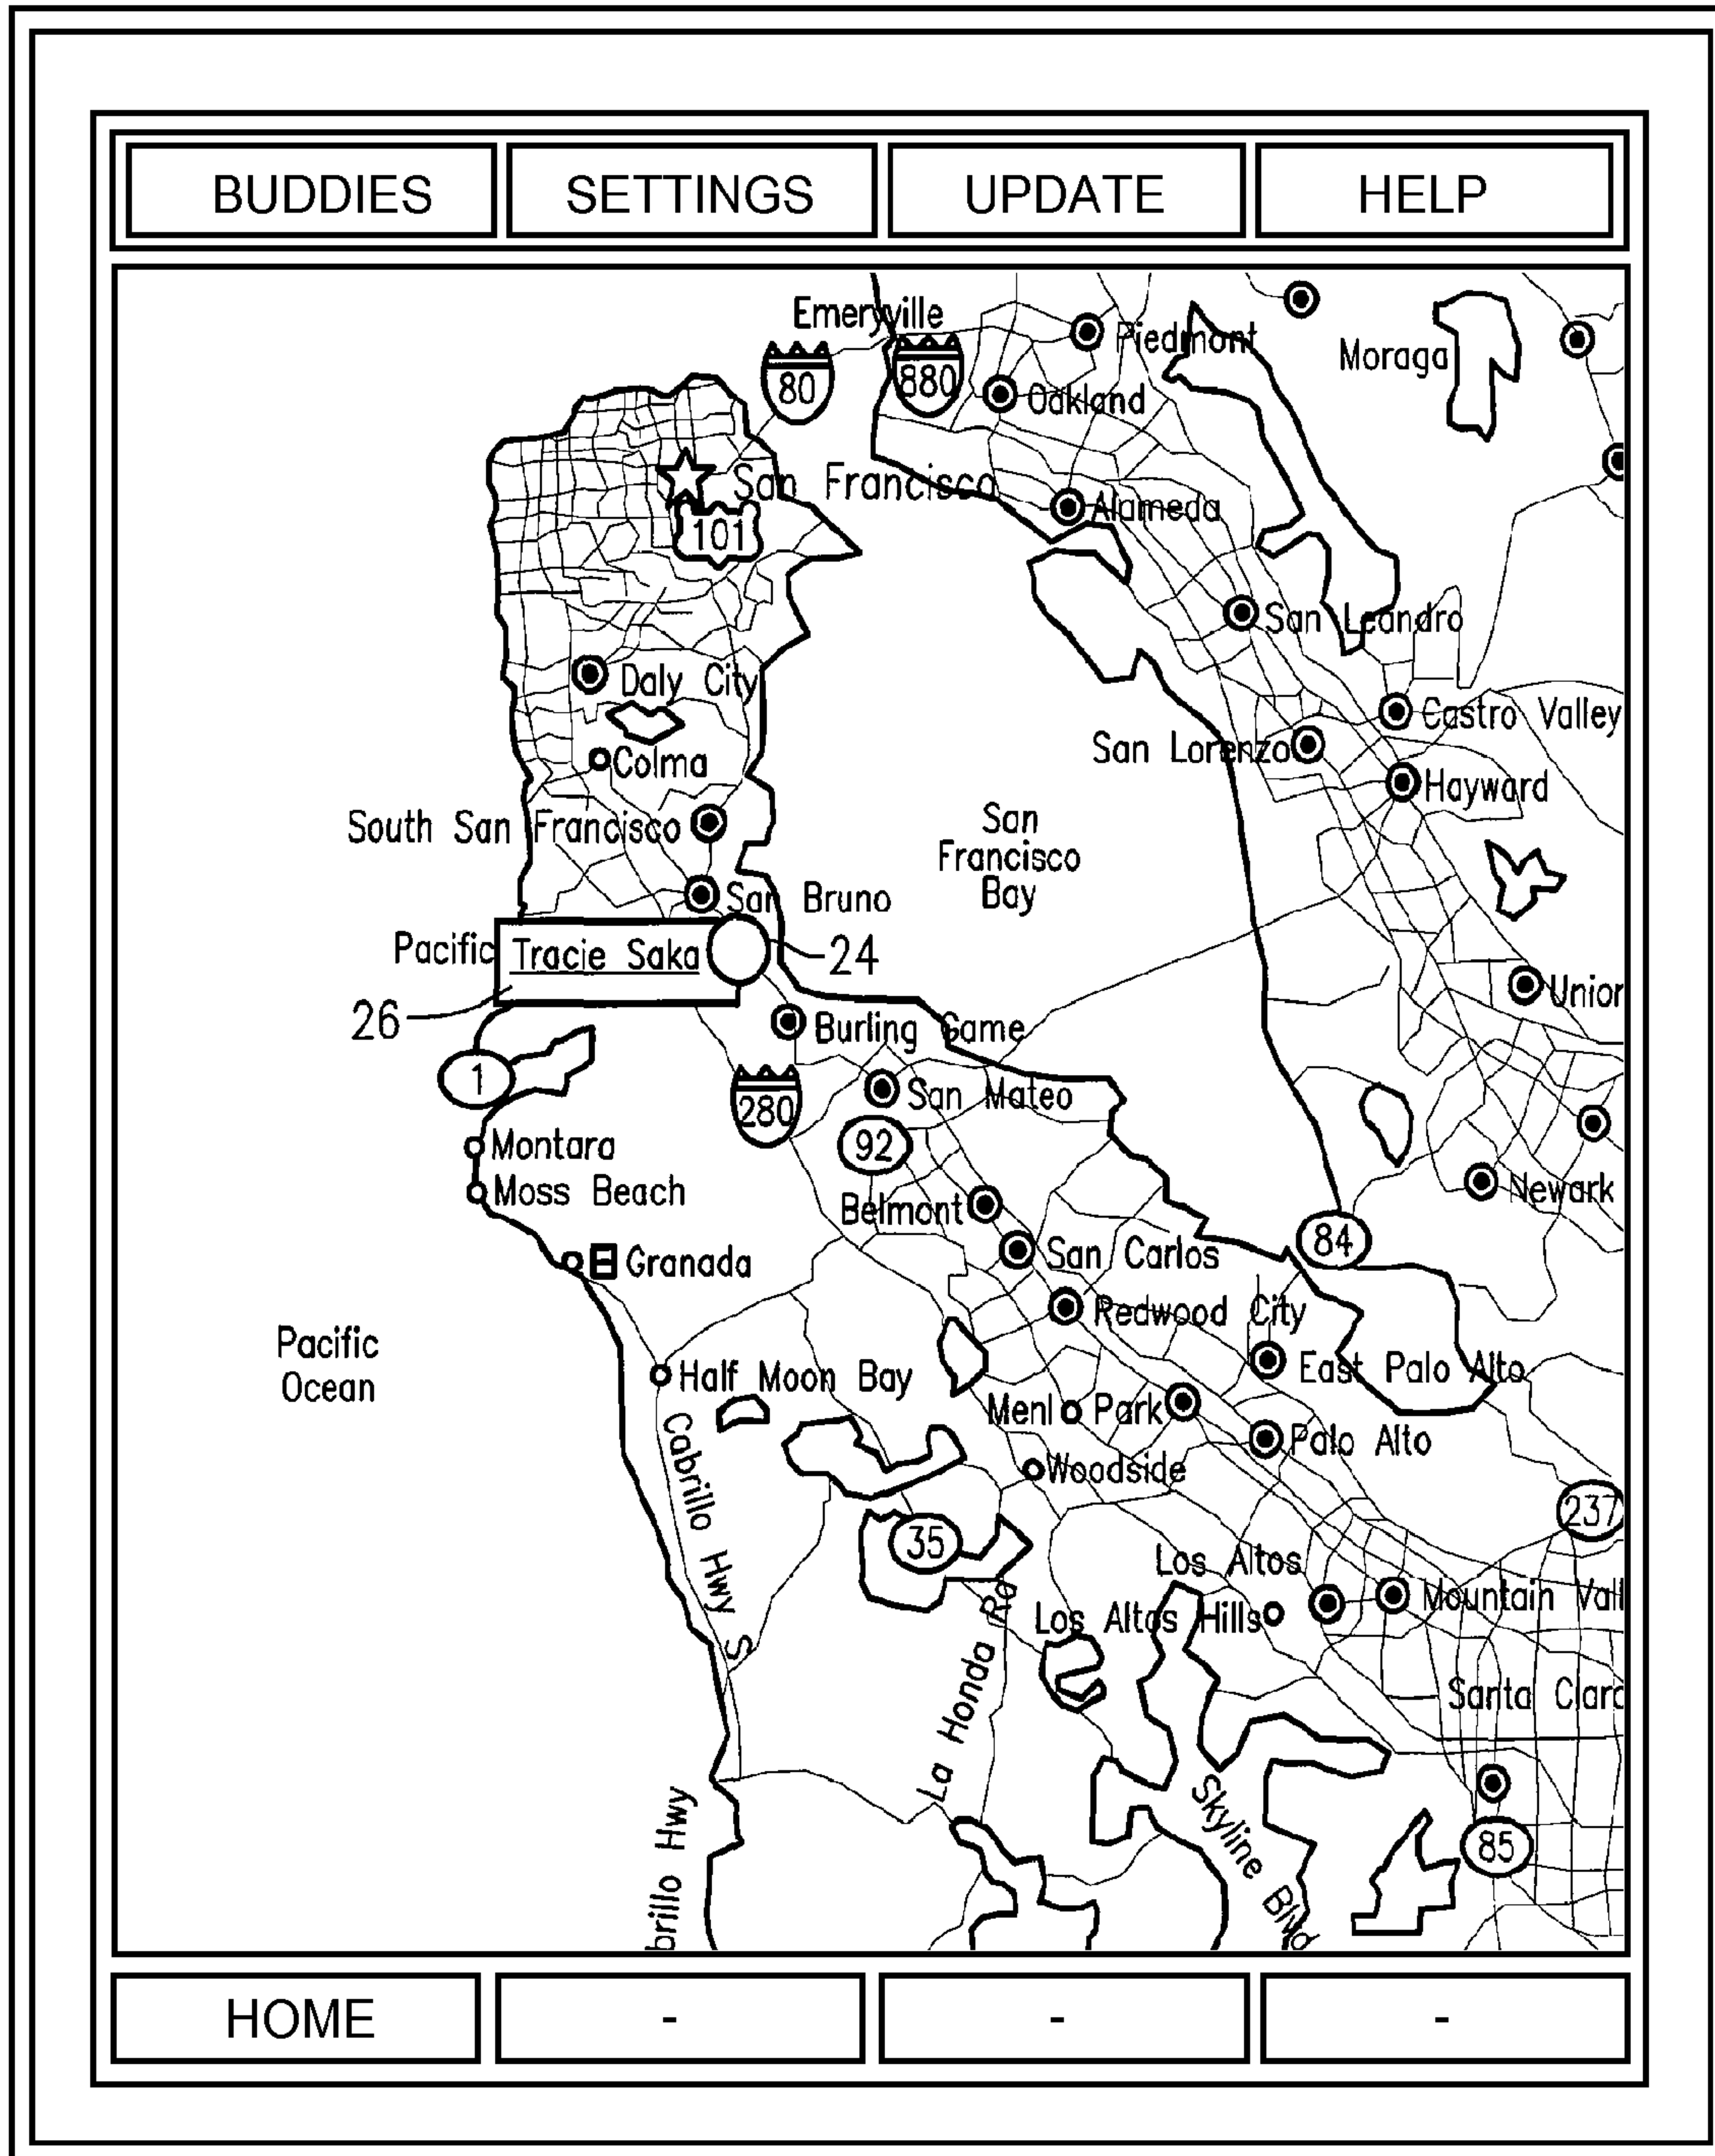 BUDDIES
SETTINGS
UPDATE
HELP
Emeryville
Piedmont
Moraga
80
880
Oakland
San Francisco
101
Alameda
San Leandro
Daly City
Castro Valley
San Lorenzo
Colma
Hayward
South San Francisco
San
Francisco
Bay
San Bruno
Pacific
Tracie Saka
24
26
Union
Burling Game
1
280
San Mateo
92
Montara
Moss Beach
Newark
Belmont
84
San Carlos
Granada
Redwood City
Pacific
Ocean
East Palo Alto
Half Moon Bay
Menl Park
Palo Alto
Woodside
Cabrillo Hwy S
237
35
Los Altos
Mountain Vall
Los Altos Hills
La Honda Rd
Santa Clara
Skyline Blvd
85
brillo Hwy
HOME
-
-
-